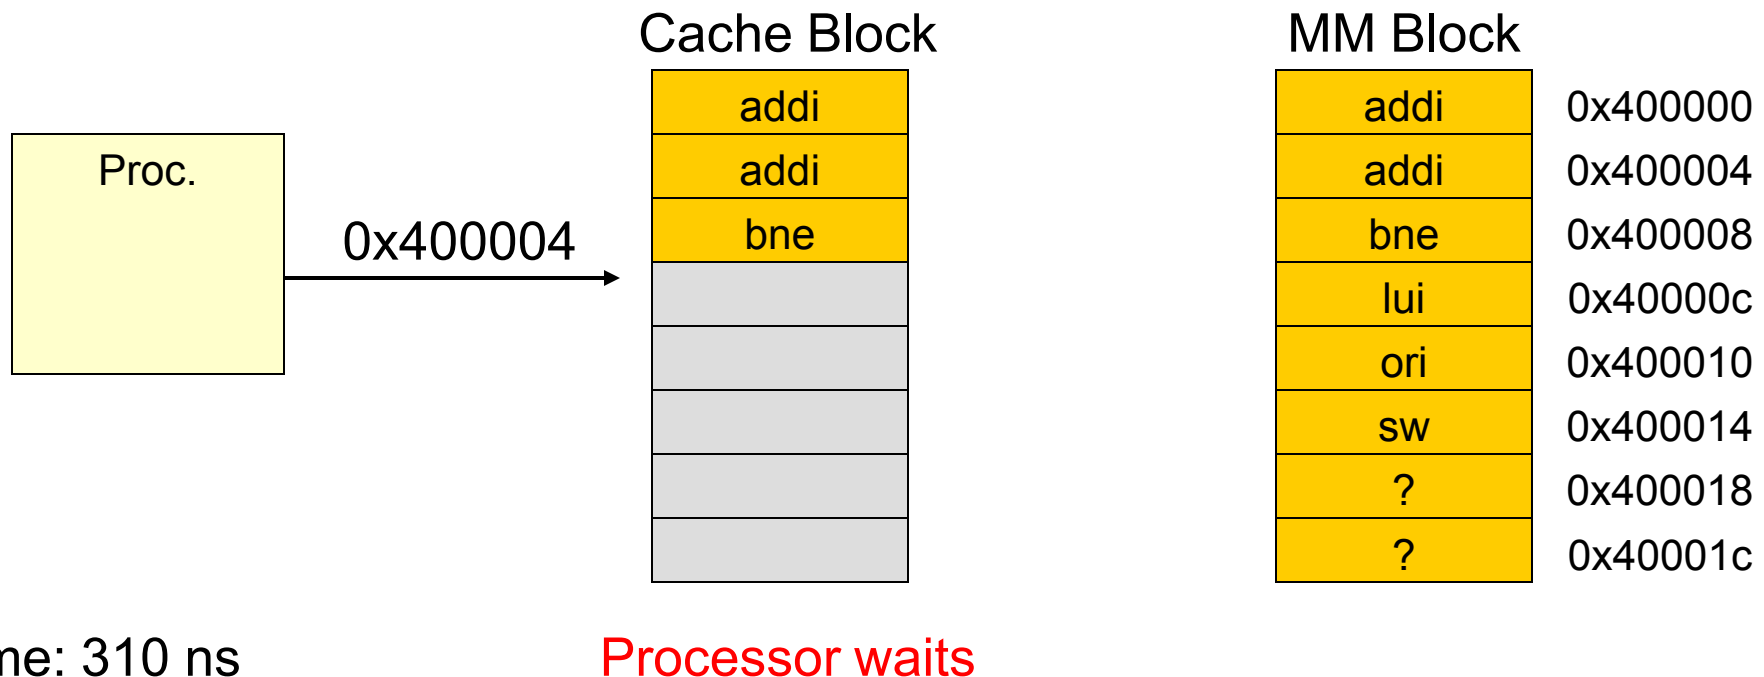 Cache Block
MM Block
Proc.
0x400004
addi
addi
bne
addi 0x400000
addi 0x400004
bne 0x400008
lui 0x40000c
ori 0x400010
sw 0x400014
? 0x400018
? 0x40001c
me: 310 ns
Processor waits